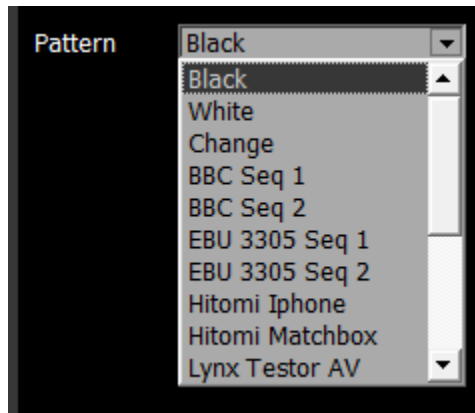 Pattern Black
Black
White
Change
BBC Seq 1
BBC Seq 2
EBU 3305 Seq 1
EBU 3305 Seq 2
Hitomi Iphone
Hitomi Matchbox
Lynx Testor AV